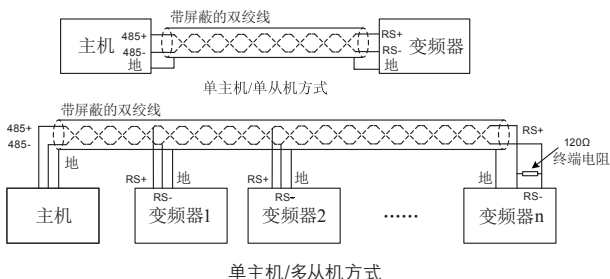 带屏蔽的双绞线
主机
485+
485-
地
RS+
RS-
地
变频器
单主机/单从机方式
带屏蔽的双绞线
485+
485-
地
RS+
RS-
地
RS+
RS-
地
地
RS+
120Ω
终端电阻
RS-
主机
变频器1
变频器2
……
变频器n
单主机/多从机方式